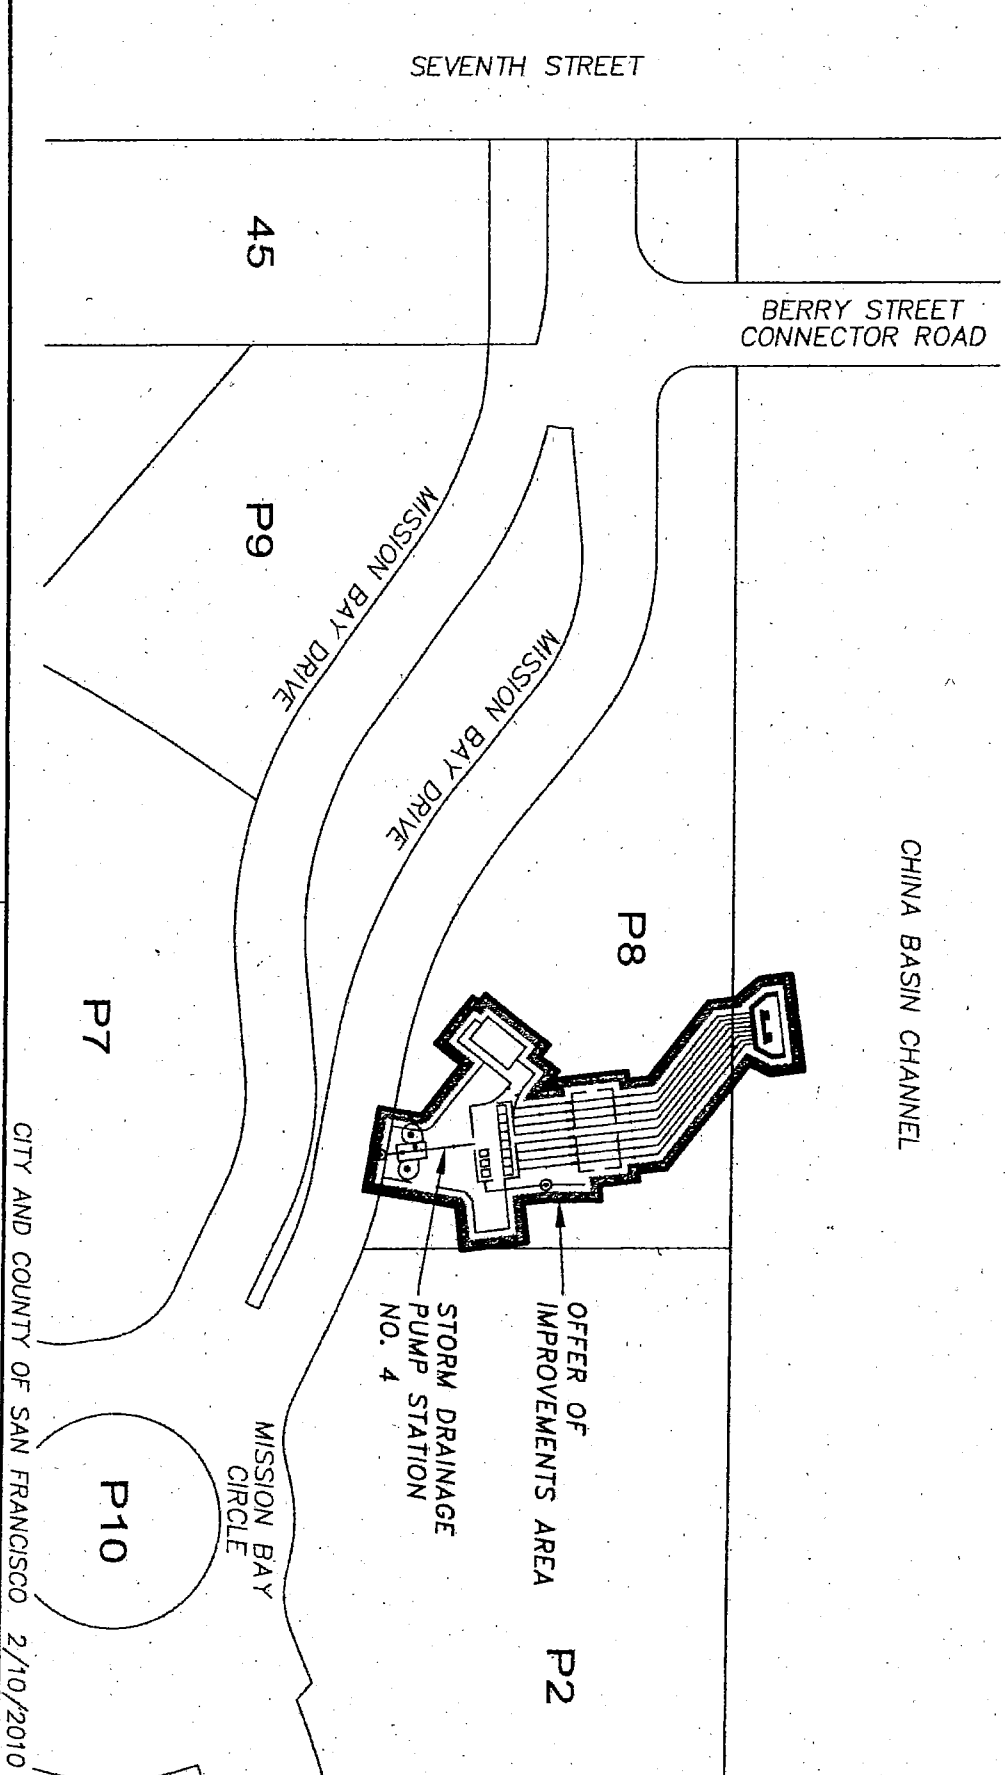 SEVENTH STREET
BERRY STREET
CONNECTOR ROAD
45
P9
MISSION BAY DRIVE
MISSION BAY DRIVE
CHINA BASIN CHANNEL
P8
P7
OFFER OF
IMPROVEMENTS AREA
STORM DRAINAGE
PUMP STATION
NO. 4
MISSION BAY
CIRCLE
P10
P2
CITY AND COUNTY OF SAN FRANCISCO 2/10/2010